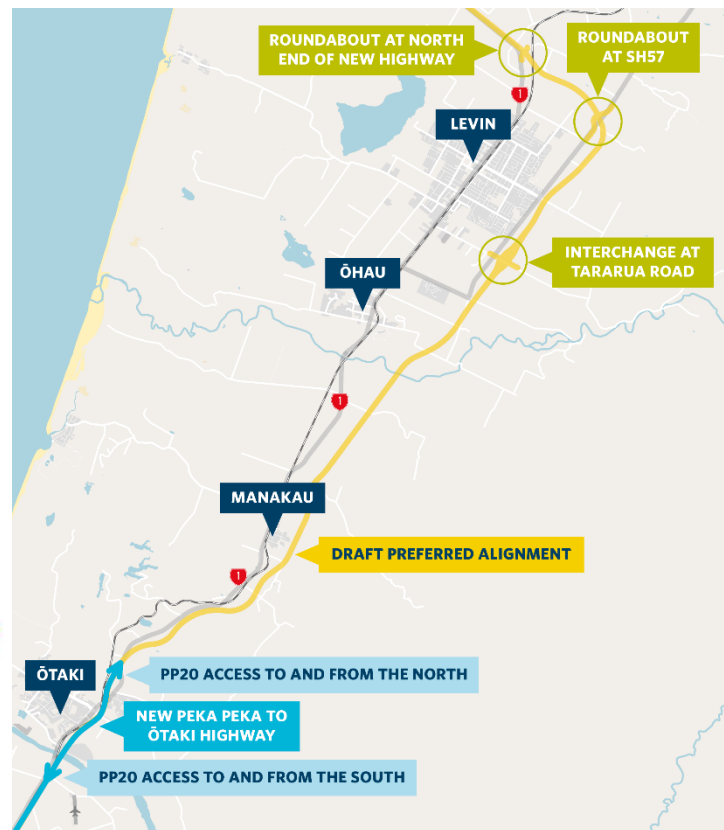 ROUNDABOUT AT NORTH
END OF NEW HIGHWAY
ROUNDABOUT
AT SH57
1
LEVIN
INTERCHANGE AT
TARARUA ROAD
ŌHAU
1
MANAKAU
DRAFT PREFERRED ALIGNMENT
1
ŌTAKI
PP2O ACCESS TO AND FROM THE NORTH
NEW PEKA PEKA TO
ŌTAKI HIGHWAY
PP2O ACCESS TO AND FROM THE SOUTH